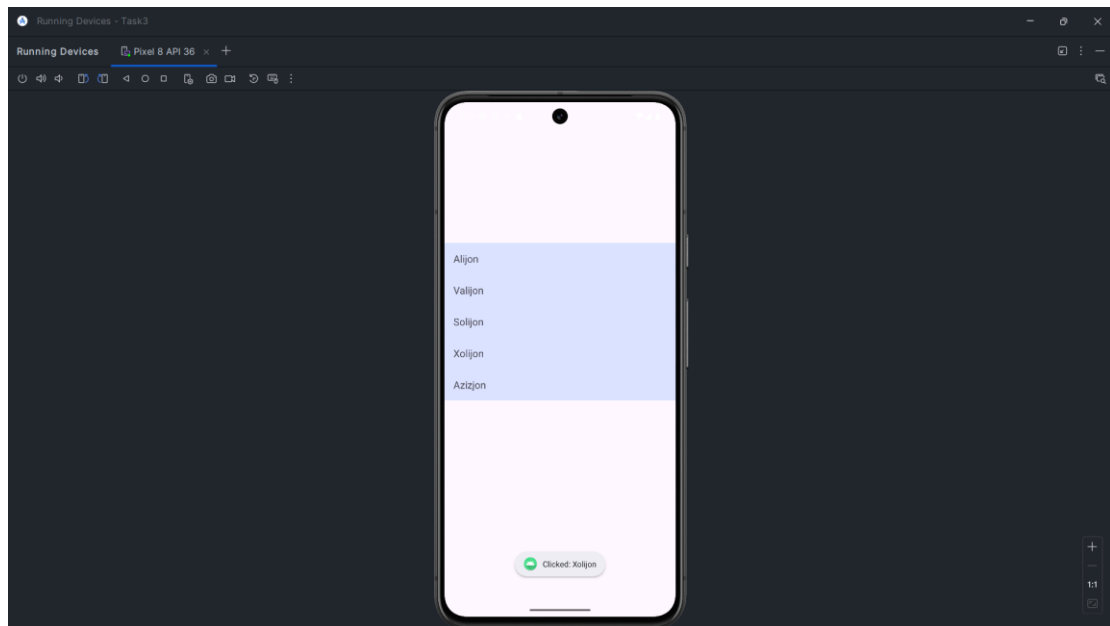 Running Devices - Task3
Running Devices
Pixel 8 API 36
Alijon
Valijon
Solijon
Xolijon
Azizjon
Clicked: Xolijon
1:1